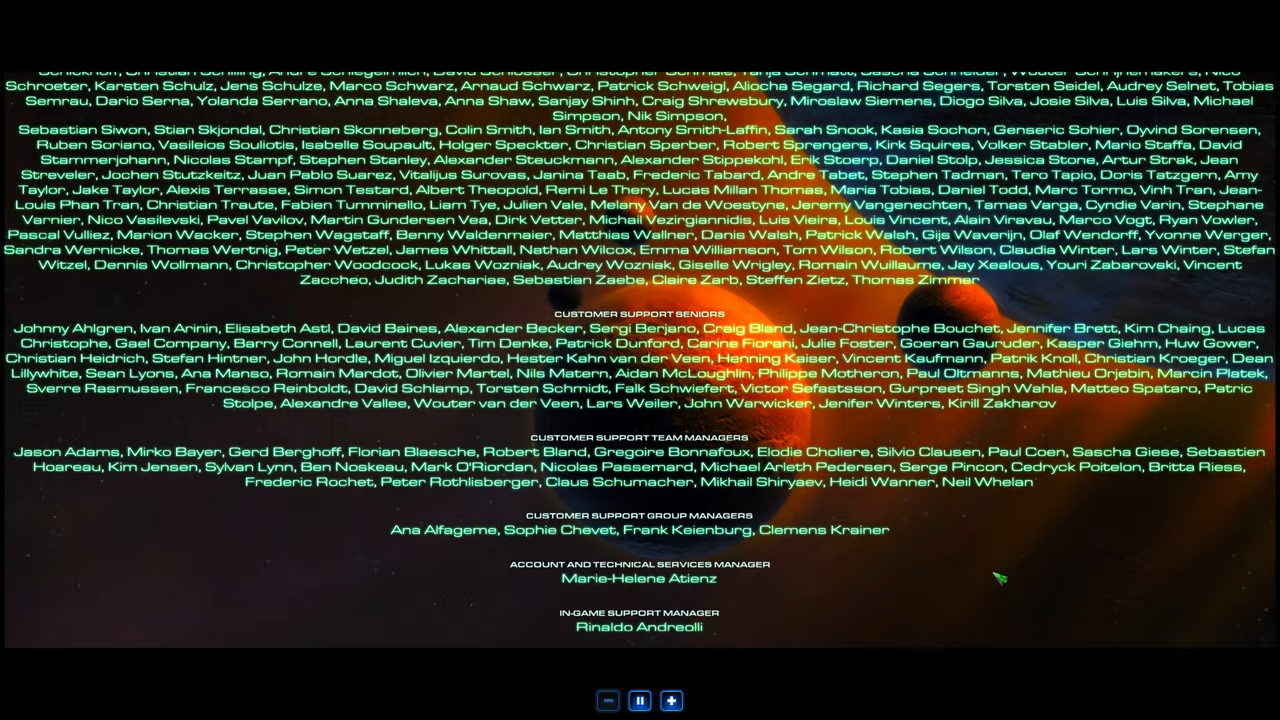 Schroeter, Karsten Schulz, Jens Schulze, Marco Schwarz, Arnaud Schwarz, Patrick Schweigl, Aliocha Segard, Richard Segers, Torsten Seidel, Audrey Selnet, Tobias
Semrau, Dario Serna, Yolanda Serrano, Anna Shaleva, Anna Shaw, Sanjay Shinh, Craig Shrewsbury, Miroslaw Siemens, Diogo Silva, Josie Silva, Luis Silva, Michael
Simpson, Nik Simpson,
Sebastian Siwon, Stian Skjondal, Christian Skonneberg, Colin Smith, Ian Smith, Antony Smith-Laffin, Sarah Snook, Kasia Sochon, Genseric Sohier, Oyvind Sorensen,
Ruben Soriano, Vasileios Souliotis, Isabelle Soupault, Holger Speckter, Christian Sperber, Robert Sprengers, Kirk Squires, Volker Stabler, Mario Staffa, David
Stammerjohann, Nicolas Stampf, Stephen Stanley, Alexander Steuckmann, Alexander Stippekohl, Erik Stoerp, Daniel Stolp, Jessica Stone, Artur Strak, Jean
Streveler, Jochen Stutzkeitz, Juan Pablo Suarez, Vitalijus Surovas, Janina Taab, Frederic Tabard, Andre Tabet, Stephen Tadman, Tero Tapio, Doris Tatzgern, Amy
Taylor, Jake Taylor, Alexis Terrasse, Simon Testard, Albert Theopold, Remi Le Thery, Lucas Millan Thomas, Maria Tobias, Daniel Todd, Marc Tormo, Vinh Tran, Jean-
Louis Phan Tran, Christian Traute, Fabien Tumminello, Liam Tye, Julien Vale, Melany Van de Woestyne, Jeremy Vangenechten, Tamas Varga, Cyndie Varin, Stephane
Varnier, Nico Vasilevski, Pavel Vavilov, Martin Gundersen Vea, Dirk Vetter, Michail Vezirgiannidis, Luis Vieira, Louis Vincent, Alain Viravau, Marco Vogt, Ryan Vowler,
Pascal Vulliez, Marion Wacker, Stephen Wagstaff, Benny Waldenmaier, Matthias Wallner, Danis Walsh, Patrick Walsh, Gijs Waverijn, Olaf Wendorff, Yvonne Werger,
Sandra Wernicke, Thomas Wertnig, Peter Wetzel, James Whittall, Nathan Wilcox, Emma Williamson, Tom Wilson, Robert Wilson, Claudia Winter, Lars Winter, Stefan
Witzel, Dennis Wollmann, Christopher Woodcock, Lukas Wozniak, Audrey Wozniak, Giselle Wrigley, Romain Wuillaume, Jay Xealous, Youri Zabarovski, Vincent
Zaccheo, Judith Zachariae, Sebastian Zaebe, Claire Zarb, Steffen Zietz, Thomas Zimmer
CUSTOMER SUPPORT SENIORS
Johnny Ahlgren, Ivan Arinin, Elisabeth Astl, David Baines, Alexander Becker, Sergi Berjano, Craig Bland, Jean-Christophe Bouchet, Jennifer Brett, Kim Chaing, Lucas
Christophe, Gael Company, Barry Connell, Laurent Cuvier, Tim Denke, Patrick Dunford, Carine Fiorani, Julie Foster, Goeran Gauruder, Kasper Giehm, Huw Gower,
Christian Heidrich, Stefan Hintner, John Hordle, Miguel Izquierdo, Hester Kahn van der Veen, Henning Kaiser, Vincent Kaufmann, Patrik Knoll, Christian Kroeger, Dean
Lillywhite, Sean Lyons, Ana Manso, Romain Mardot, Olivier Martel, Nils Matern, Aidan McLoughlin, Philippe Motheron, Paul Oltmanns, Mathieu Orjebin, Marcin Platek,
Sverre Rasmussen, Francesco Reinboldt, David Schlamp, Torsten Schmidt, Falk Schwiefert, Victor Sefastsson, Gurpreet Singh Wahla, Matteo Spataro, Patric
Stolpe, Alexandre Vallee, Wouter van der Veen, Lars Weiler, John Warwicker, Jenifer Winters, Kirill Zakharov
CUSTOMER SUPPORT TEAM MANAGERS
Jason Adams, Mirko Bayer, Gerd Berghoff, Florian Blaesche, Robert Bland, Gregoire Bonnafoux, Elodie Choliere, Silvio Clausen, Paul Coen, Sascha Giese, Sebastien
Hoareau, Kim Jensen, Sylvan Lynn, Ben Noskeau, Mark O'Riordan, Nicolas Passemard, Michael Arleth Pedersen, Serge Pincon, Cedryck Poitelon, Britta Riess,
Frederic Rochet, Peter Rothlisberger, Claus Schumacher, Mikhail Shiryaev, Heidi Wanner, Neil Whelan
CUSTOMER SUPPORT GROUP MANAGERS
Ana Alfageme, Sophie Chevet, Frank Keienburg, Clemens Krainer
ACCOUNT AND TECHNICAL SERVICES MANAGER
Marie-Helene Atienz
IN-GAME SUPPORT MANAGER
Rinaldo Andreolli